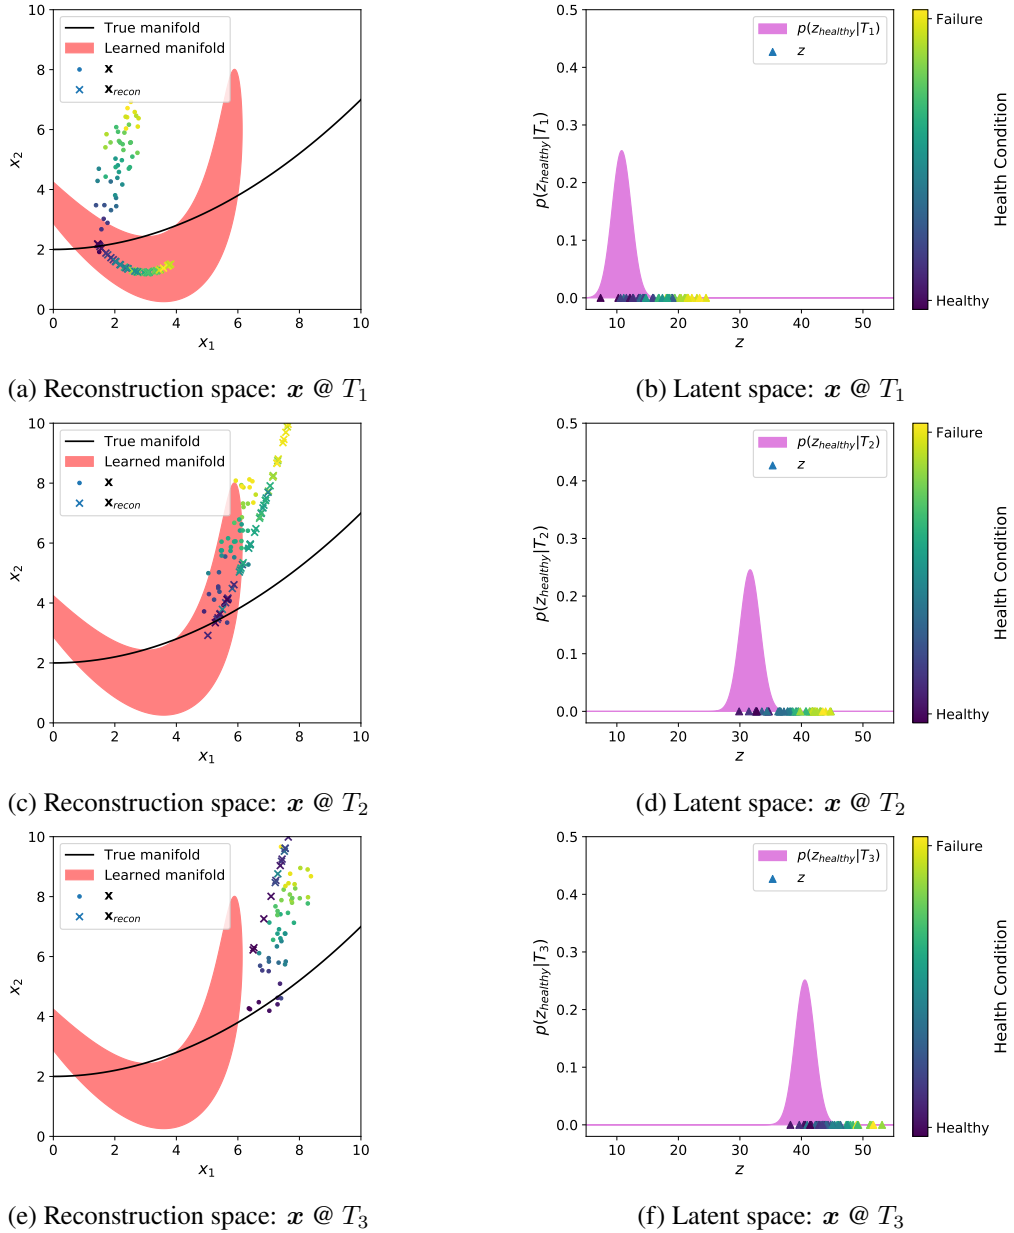 10
8
6
4
2
0
x₂
True manifold
Learned manifold
x
x_recon
0 2 4 6 8 10
x₁
(a) Reconstruction space: x @ T₁
0.5
0.4
0.3
0.2
0.1
0.0
p(z_healthy|T₁)
p(z_healthy|T₁)
z
10 20 30 40 50
z
Failure
Healthy
Health Condition
(b) Latent space: x @ T₁
10
8
6
4
2
0
x₂
True manifold
Learned manifold
x
x_recon
0 2 4 6 8 10
x₁
(c) Reconstruction space: x @ T₂
0.5
0.4
0.3
0.2
0.1
0.0
p(z_healthy|T₂)
p(z_healthy|T₂)
z
10 20 30 40 50
z
Failure
Healthy
Health Condition
(d) Latent space: x @ T₂
10
8
6
4
2
0
x₂
True manifold
Learned manifold
x
x_recon
0 2 4 6 8 10
x₁
(e) Reconstruction space: x @ T₃
0.5
0.4
0.3
0.2
0.1
0.0
p(z_healthy|T₃)
p(z_healthy|T₃)
z
10 20 30 40 50
z
Failure
Healthy
Health Condition
(f) Latent space: x @ T₃